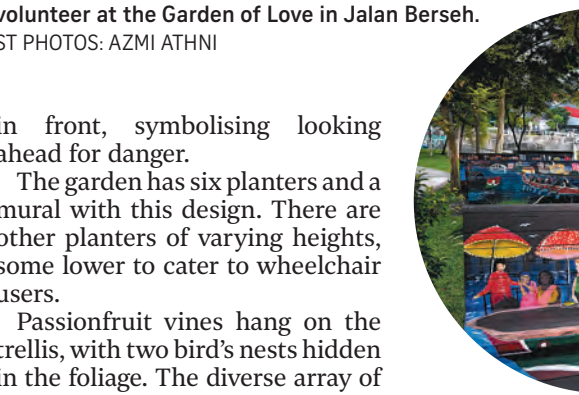 volunteer at the Garden of Love in Jalan Berseh.
ST PHOTOS: AZMI ATHNI
in front, symbolising looking
ahead for danger.
The garden has six planters and a
mural with this design. There are
other planters of varying heights,
some lower to cater to wheelchair
users.
Passionfruit vines hang on the
trellis, with two bird’s nests hidden
in the foliage. The diverse array of